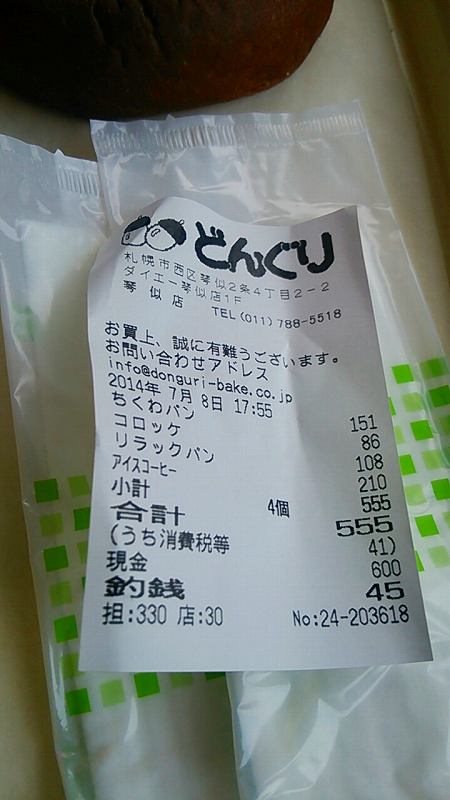 どんぐり
札幌市西区琴似2条4丁目2-2
ダイエー琴似店1F
琴似店 TEL(011)788-5518
お買上、誠に有難うございます。
お問い合わせアドレス
info@donguri-bake.co.jp
2014年 7月 8日 17:55
ちくわパン 151
コロッケ 86
リラックパン 108
アイスコーヒー 210
小計 4個 555
合計 555
(うち消費税等 41)
現金 600
釣銭 45
担:330 店:30 No:24-203618